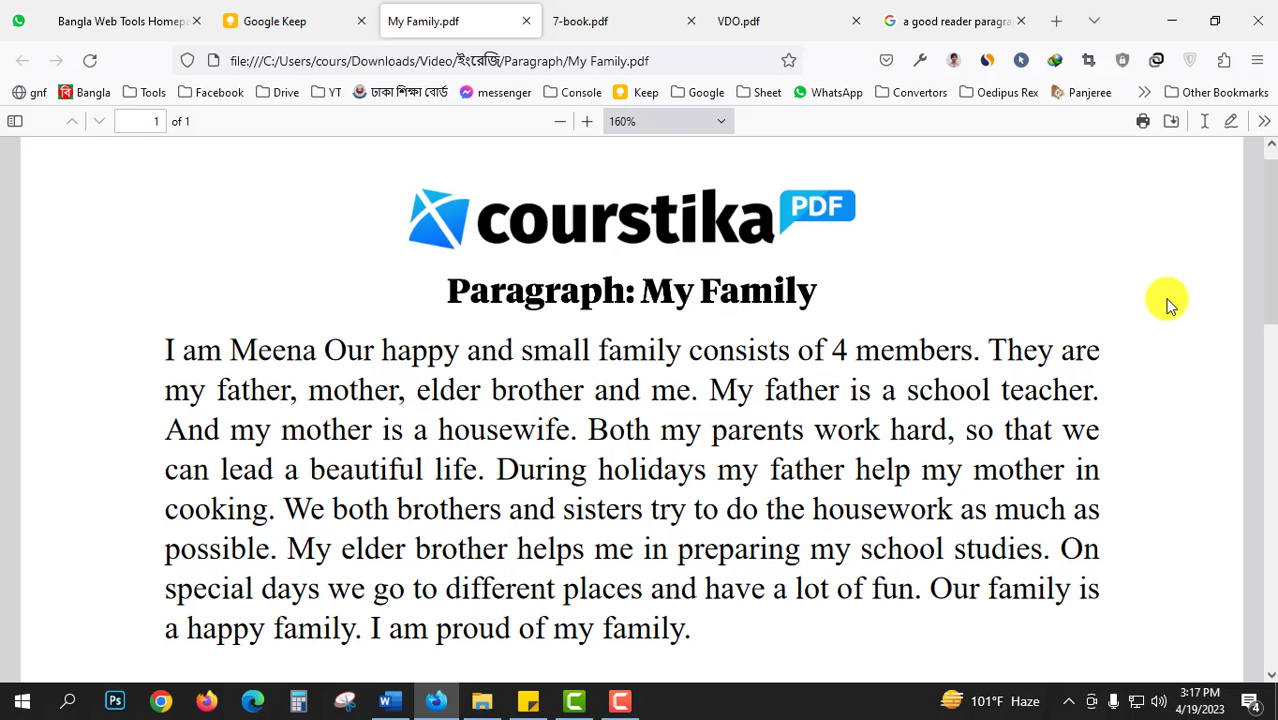 Bangla Web Tools Homepa
Google Keep
My Family.pdf
7-book.pdf
VDO.pdf
a good reader paragra
file:///C:/Users/cours/Downloads/Video/ইংরেজি/Paragraph/My Family.pdf
gnf
বি Bangla
Tools
Facebook
Drive
YT
ঢাকা শিক্ষা বোর্ড
messenger
Console
Keep
Google
Sheet
WhatsApp
Convertors
Oedipus Rex
Panjeree
Other Bookmarks
1 of 1
160%
courstika PDF
Paragraph: My Family
I am Meena Our happy and small family consists of 4 members. They are
my father, mother, elder brother and me. My father is a school teacher.
And my mother is a housewife. Both my parents work hard, so that we
can lead a beautiful life. During holidays my father help my mother in
cooking. We both brothers and sisters try to do the housework as much as
possible. My elder brother helps me in preparing my school studies. On
special days we go to different places and have a lot of fun. Our family is
a happy family. I am proud of my family.
Ps
W
101°F Haze
3:17 PM
4/19/2023
4